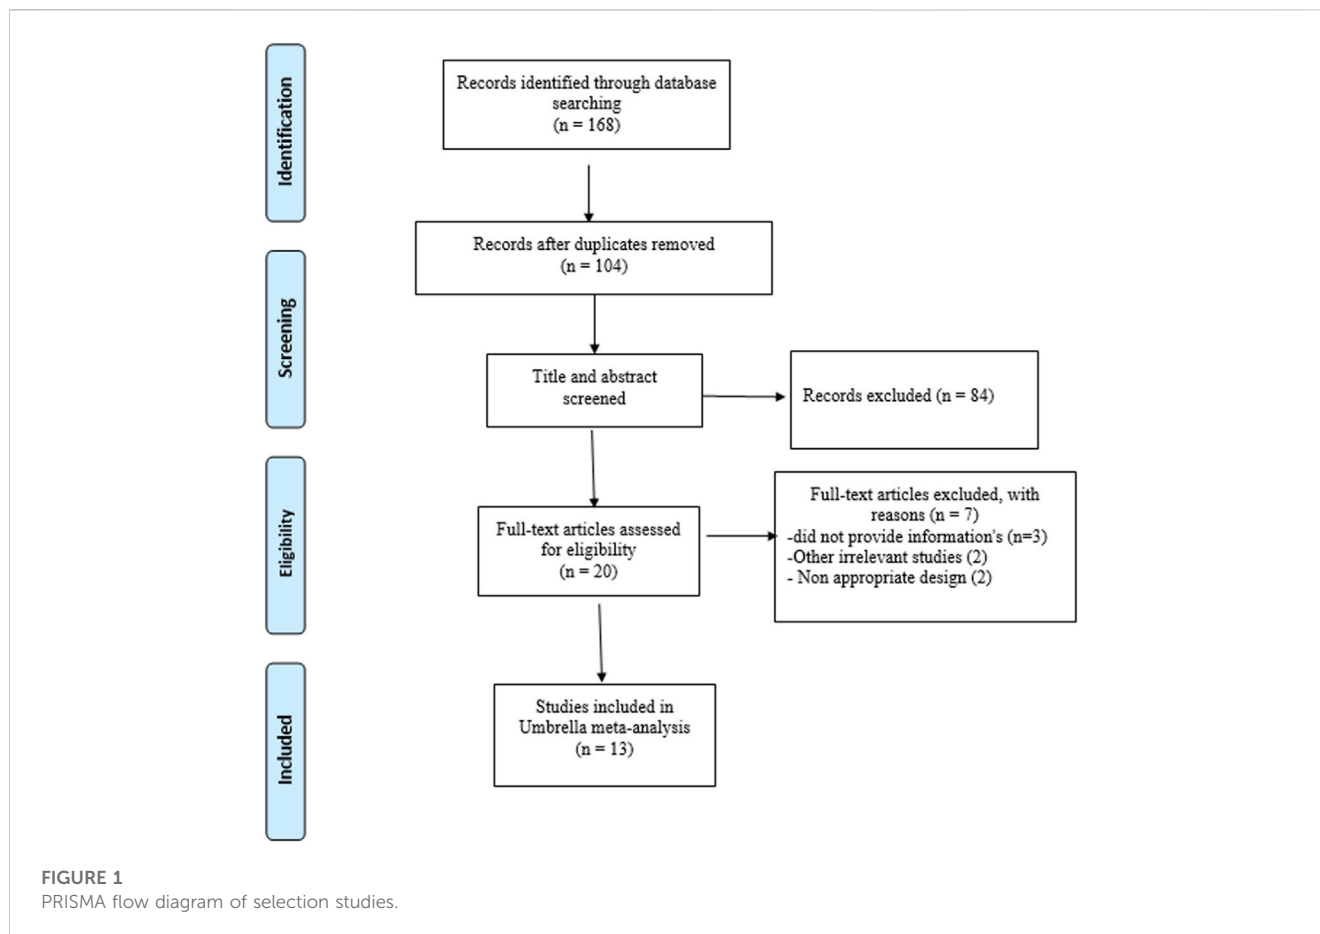 Identification
Records identified through database
searching
(n = 168)
Records after duplicates removed
(n = 104)
Screening
Title and abstract
screened
Records excluded (n = 84)
Eligibility
Full-text articles assessed
for eligibility
(n = 20)
Full-text articles excluded, with
reasons (n = 7)
-did not provide information's (n=3)
-Other irrelevant studies (2)
- Non appropriate design (2)
Included
Studies included in
Umbrella meta-analysis
(n = 13)
FIGURE 1
PRISMA flow diagram of selection studies.